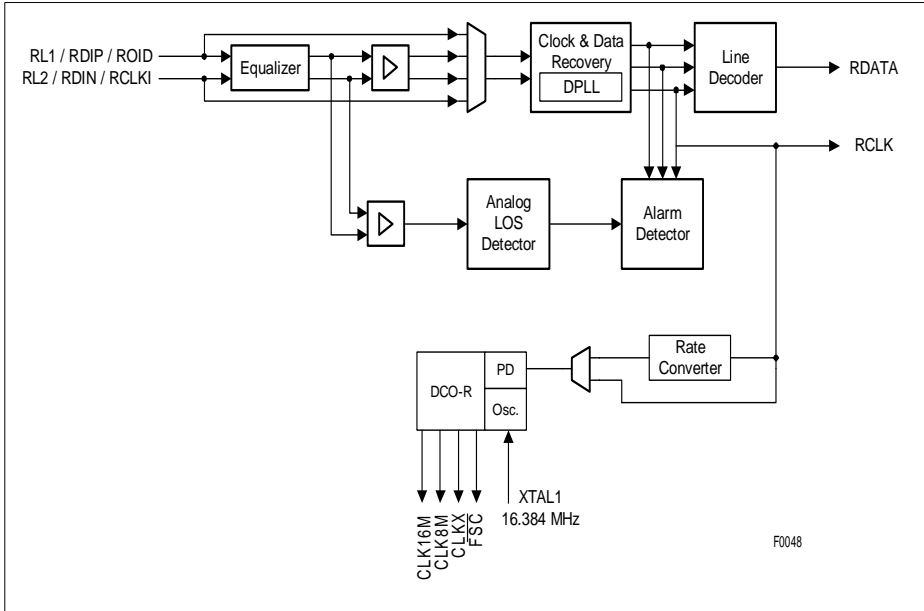 RL1 / RDIP / ROID
RL2 / RDIN / RCLKI
Equalizer
Clock & Data
Recovery
DPLL
Line
Decoder
RDATA
RCLK
Analog
LOS
Detector
Alarm
Detector
Rate
Converter
DCO-R
PD
Osc.
XTAL1
16.384 MHz
CLK16M
CLK8M
CLKX
FSC
F0048